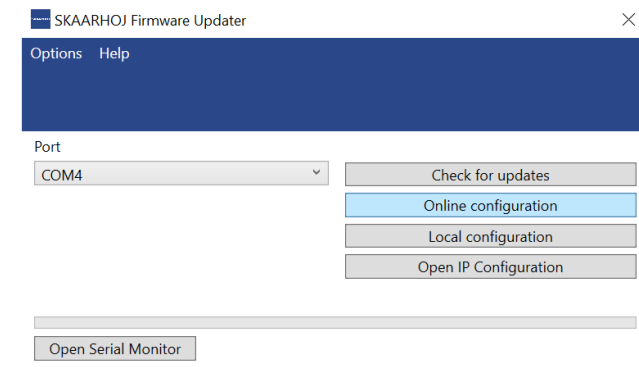 SKAARHOJ Firmware Updater
Options Help
Port
COM4
Check for updates
Online configuration
Local configuration
Open IP Configuration
Open Serial Monitor